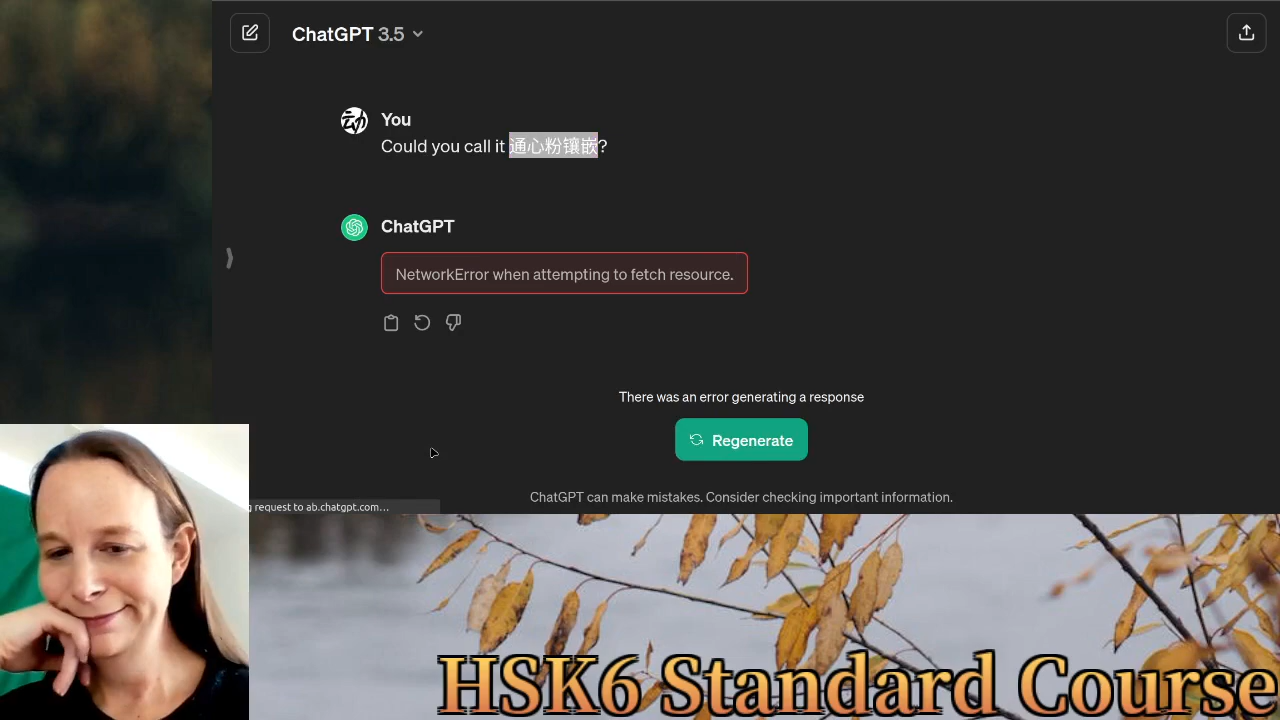 ChatGPT 3.5
You
Could you call it 通心粉镶嵌?
ChatGPT
NetworkError when attempting to fetch resource.
There was an error generating a response
Regenerate
ChatGPT can make mistakes. Consider checking important information.
request to ab.chatgpt.com…
HSK6 Standard Course